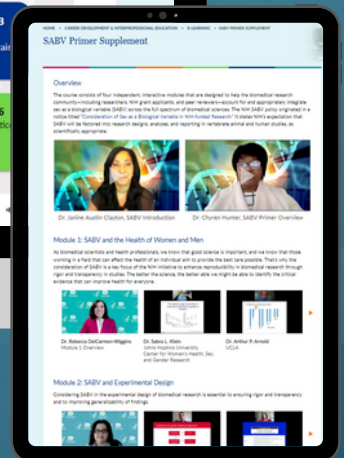 HOME > CAREER DEVELOPMENT & INTERPROFESSIONAL EDUCATION > E-LEARNING > SABV PRIMER SUPPLEMENT
SABV Primer Supplement
Overview
The course consists of four independent, interactive modules that are designed to help the biomedical research
community—including researchers, NIH grant applicants, and peer reviewers—account for and appropriately integrate
sex as a biological variable (SABV) across the full spectrum of biomedical sciences. The NIH SABV policy originated in a
notice titled "Consideration of Sex as a Biological Variable in NIH-funded Research." It states NIH's expectation that
SABV will be factored into research designs, analyses, and reporting in vertebrate animal and human studies, as
scientifically appropriate.
Dr. Janine Austin Clayton, SABV Introduction
Dr. Chyren Hunter, SABV Primer Overview
Module 1: SABV and the Health of Women and Men
As biomedical scientists and health professionals, we know that good science is important, and we know that those
working in a field that can affect the health of an individual aim to provide the best care possible. That's why the
consideration of SABV is a key focus of the NIH initiative to enhance reproducibility in biomedical research through
rigor and transparency in studies. The better the science, the better able we might be able to identify the critical
evidence that can improve health for everyone.
Dr. Rebecca DelCarmen-Wiggins
Module 1 Overview
Dr. Sabra L. Klein
Johns Hopkins University
Center for Women's Health, Sex,
and Gender Research
Dr. Arthur P. Arnold
UCLA
Module 2: SABV and Experimental Design
Considering SABV in the experimental design of biomedical research is essential to ensuring rigor and transparency
and to improving generalizability of findings.